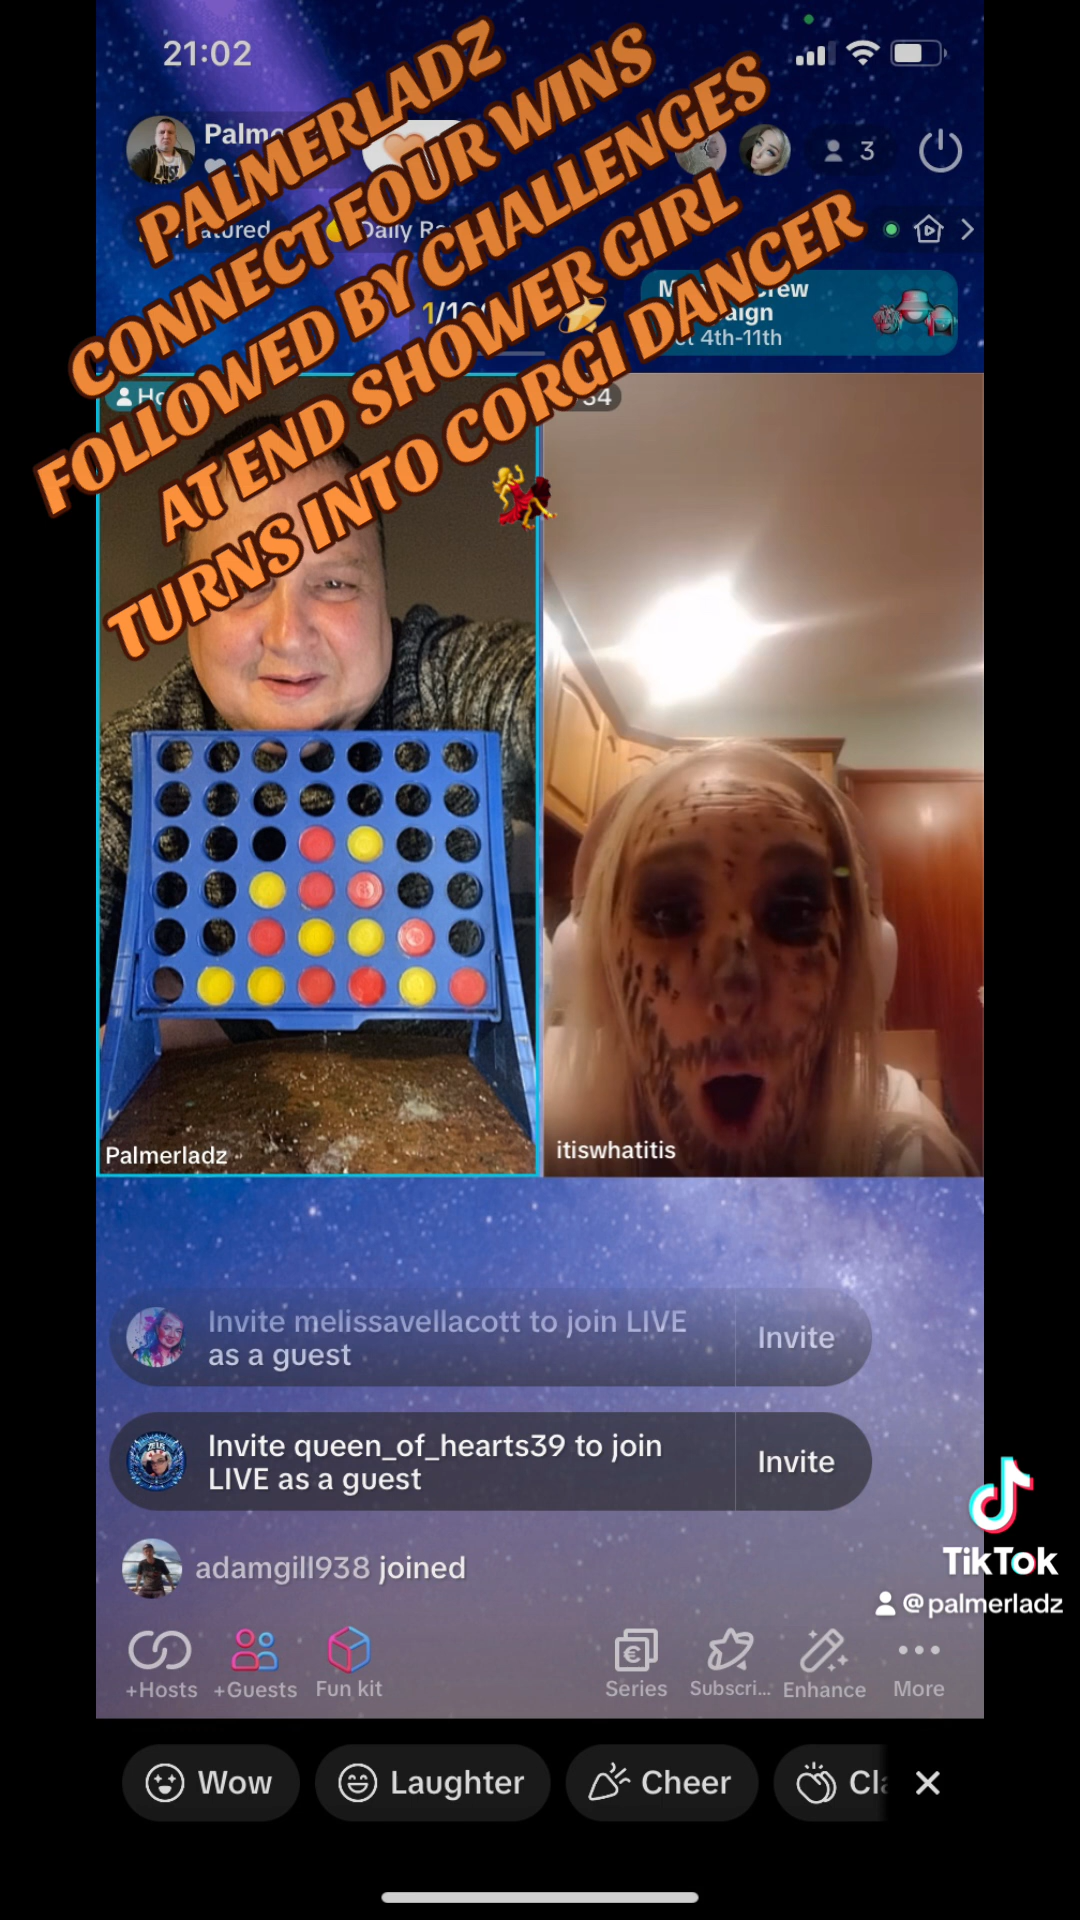 21:02
PALMERLADZ
CONNECT FOUR WINS
FOLLOWED BY CHALLENGES
AT END SHOWER GIRL
TURNS INTO CORGI DANCER
3
4th-11th
Palmerladz
itiswhatitis
Invite melissavellacott to join LIVE
as a guest
Invite
Invite queen_of_hearts39 to join
LIVE as a guest
Invite
adamgill938 joined
TikTok
@palmerladz
+Hosts
+Guests
Fun kit
Series
Subscri...
Enhance
More
Wow
Laughter
Cheer